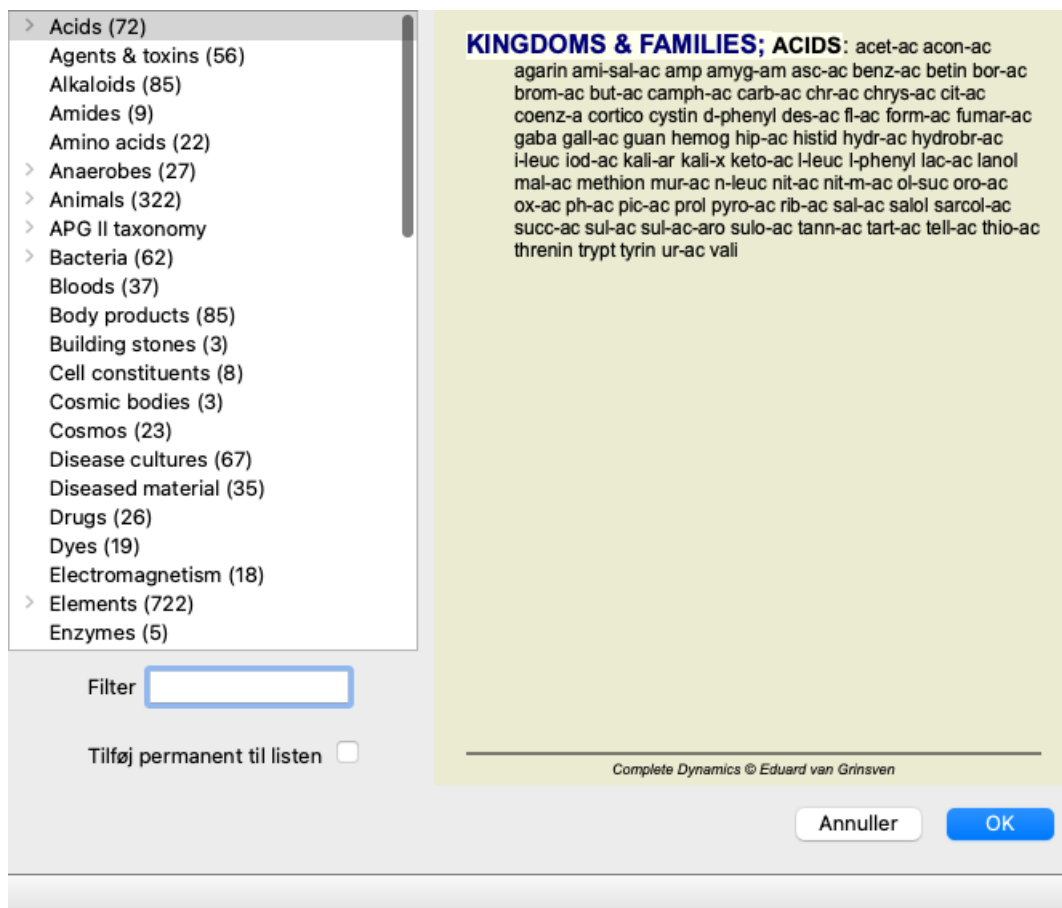 Acids (72)
Agents & toxins (56)
Alkaloids (85)
Amides (9)
Amino acids (22)
Anaerobes (27)
Animals (322)
APG II taxonomy
Bacteria (62)
Bloods (37)
Body products (85)
Building stones (3)
Cell constituents (8)
Cosmic bodies (3)
Cosmos (23)
Disease cultures (67)
Diseased material (35)
Drugs (26)
Dyes (19)
Electromagnetism (18)
Elements (722)
Enzymes (5)
Filter
Tilføj permanent til listen
KINGDOMS & FAMILIES; ACIDS: acet-ac acon-ac
agarin ami-sal-ac amp amyg-am asc-ac benz-ac betin bor-ac
brom-ac but-ac camph-ac carb-ac chr-ac chrys-ac cit-ac
coenz-a cortico cystin d-phenyl des-ac fl-ac form-ac fumar-ac
gaba gall-ac guan hemog hip-ac histid hydr-ac hydrobr-ac
i-leuc iod-ac kali-ar kali-x keto-ac l-leuc l-phenyl lac-ac lanol
mal-ac methion mur-ac n-leuc nit-ac nit-m-ac ol-suc oro-ac
ox-ac ph-ac pic-ac prol pyro-ac rib-ac sal-ac salol sarcol-ac
succ-ac sul-ac sul-ac-aro sulo-ac tann-ac tart-ac tell-ac thio-ac
threnin trypt tyrin ur-ac vali
Complete Dynamics © Eduard van Grinsven
Annuller
OK